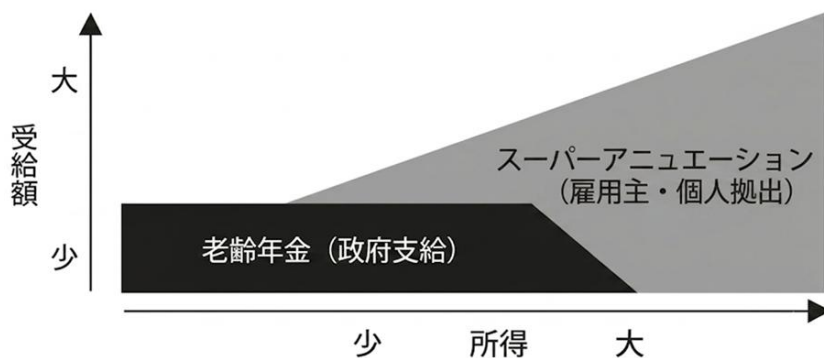 大
受給額
少
スーパーアニュエーション
（雇用主・個人拠出）
老齢年金（政府支給）
少　所得　大